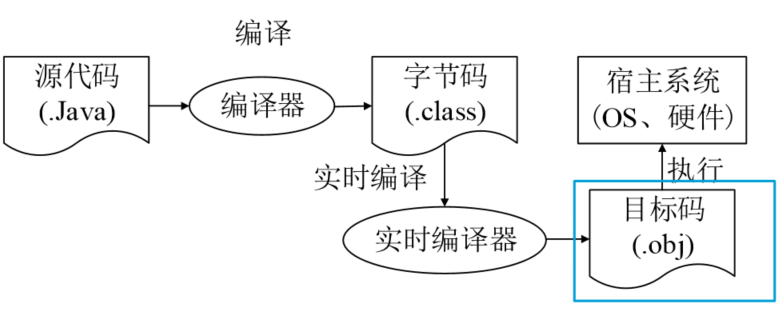 编译
源代码
(.Java)
编译器
字节码
(.class)
宿主系统
(OS、硬件)
实时编译
执行
实时编译器
目标码
(.obj)